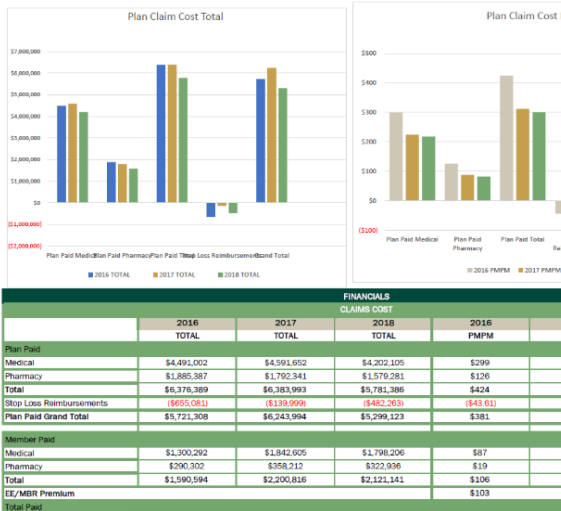 Plan Claim Cost Total
$7,000,000
$6,000,000
$5,000,000
$4,000,000
$3,000,000
$2,000,000
$1,000,000
$0
($1,000,000)
($2,000,000)
Plan Paid Medical Plan Paid Pharmacy Plan Paid Total Stop Loss Reimbursements Grand Total
2016 TOTAL 2017 TOTAL 2018 TOTAL
Plan Claim Cost
$500
$400
$300
$200
$100
$0
($100)
Plan Paid Medical Plan Paid Pharmacy Plan Paid Total
2016 PMPM 2017 PMPM
FINANCIALS
CLAIMS COST
2016 2017 2018 2016
TOTAL TOTAL TOTAL PMPM
Plan Paid
Medical $4,491,002 $4,591,652 $4,202,105 $299
Pharmacy $1,885,387 $1,792,341 $1,579,281 $126
Total $6,376,389 $6,383,993 $5,781,386 $424
Stop Loss Reimbursements ($655,081) ($139,999) ($482,263) ($43.61)
Plan Paid Grand Total $5,721,308 $6,243,994 $5,299,123 $381
Member Paid
Medical $1,300,292 $1,842,605 $1,798,206 $87
Pharmacy $290,302 $358,212 $322,936 $19
Total $1,590,594 $2,200,816 $2,121,141 $106
EE/MBR Premium $103
Total Paid